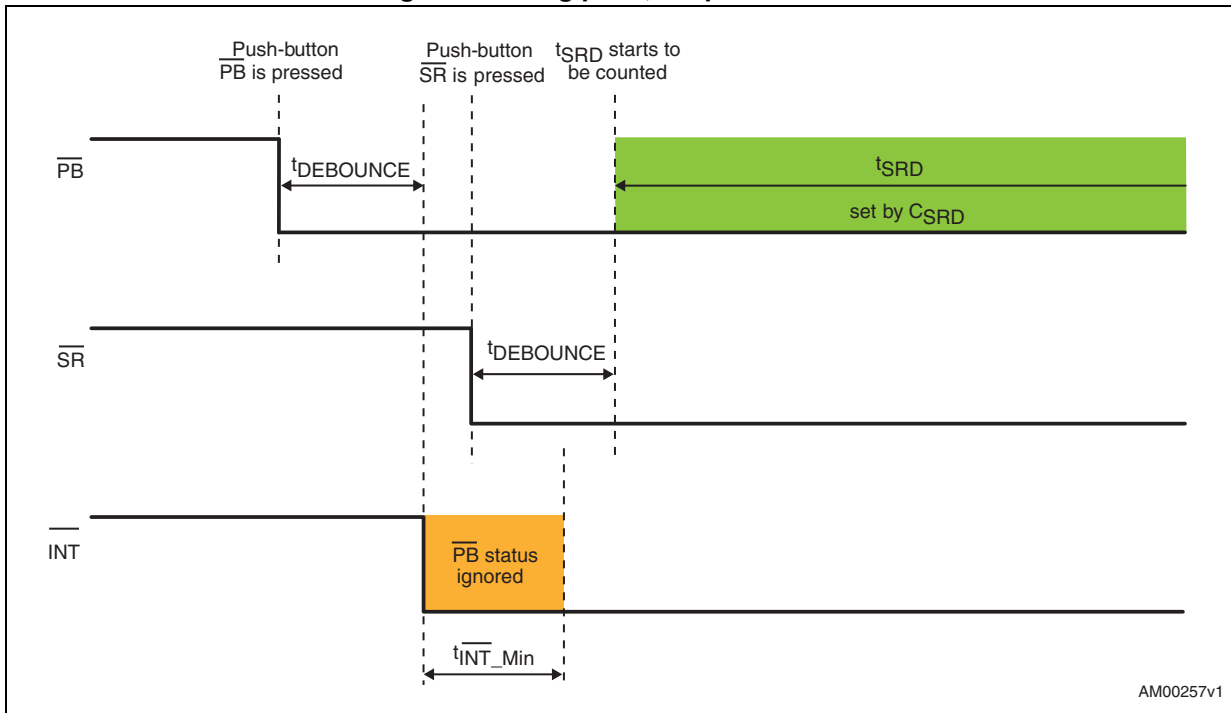 Push-button
PB is pressed
Push-button
SR is pressed
tSRD starts to
be counted
PB
tDEBOUNCE
tSRD
set by CSRD
SR
tDEBOUNCE
INT
PB status
ignored
tINT_Min
AM00257v1